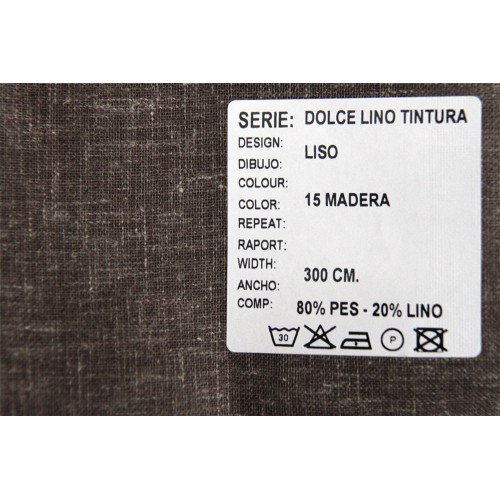 SERIE: DOLCE LINO TINTURA
DESIGN:
DIBUJO: LISO
COLOUR:
COLOR: 15 MADERA
REPEAT:
RAPORT:
WIDTH:
ANCHO: 300 CM.
COMP: 80% PES - 20% LINO
30 P